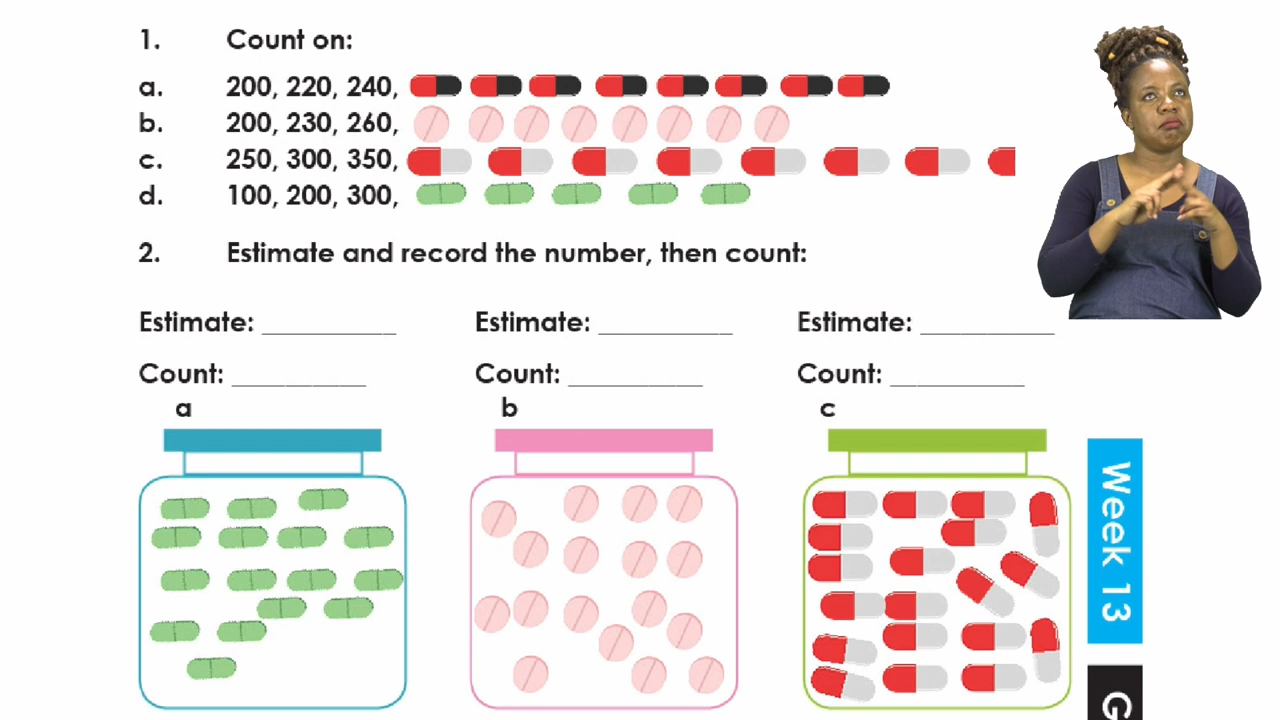 1. Count on:
a. 200, 220, 240,
b. 200, 230, 260,
c. 250, 300, 350,
d. 100, 200, 300,
2. Estimate and record the number, then count:
Estimate: __________ Estimate: __________ Estimate: __________
Count: __________ Count: __________ Count: __________
a b c
Week 13
G